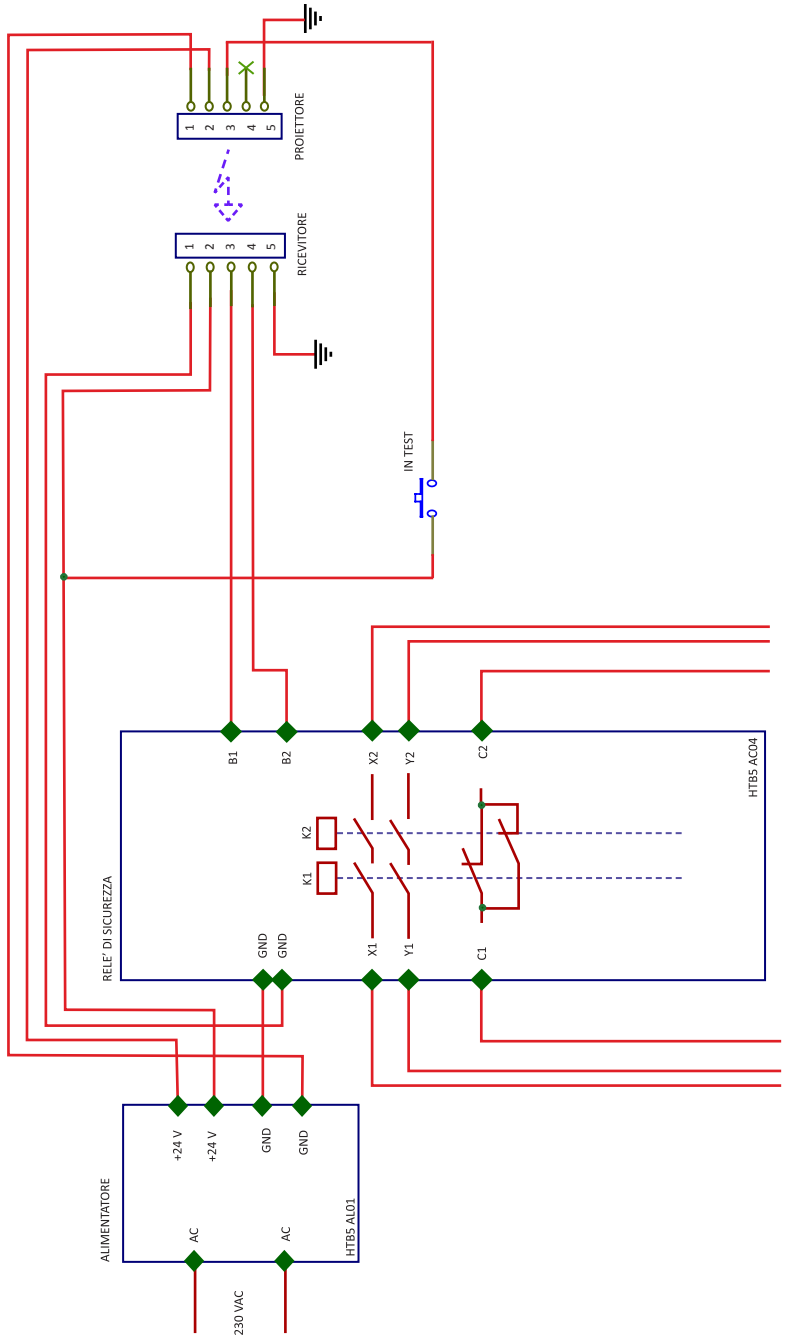 1
2
3
4
5
PROIETTORE
1
2
3
4
5
RICEVITORE
IN TEST
B1
B2
X2
Y2
C2
HTB5 AC04
K2
K1
RELE' DI SICUREZZA
GND
GND
X1
Y1
C1
+24 V
+24 V
GND
GND
ALIMENTATORE
HTB5 AL01
AC
AC
230 VAC